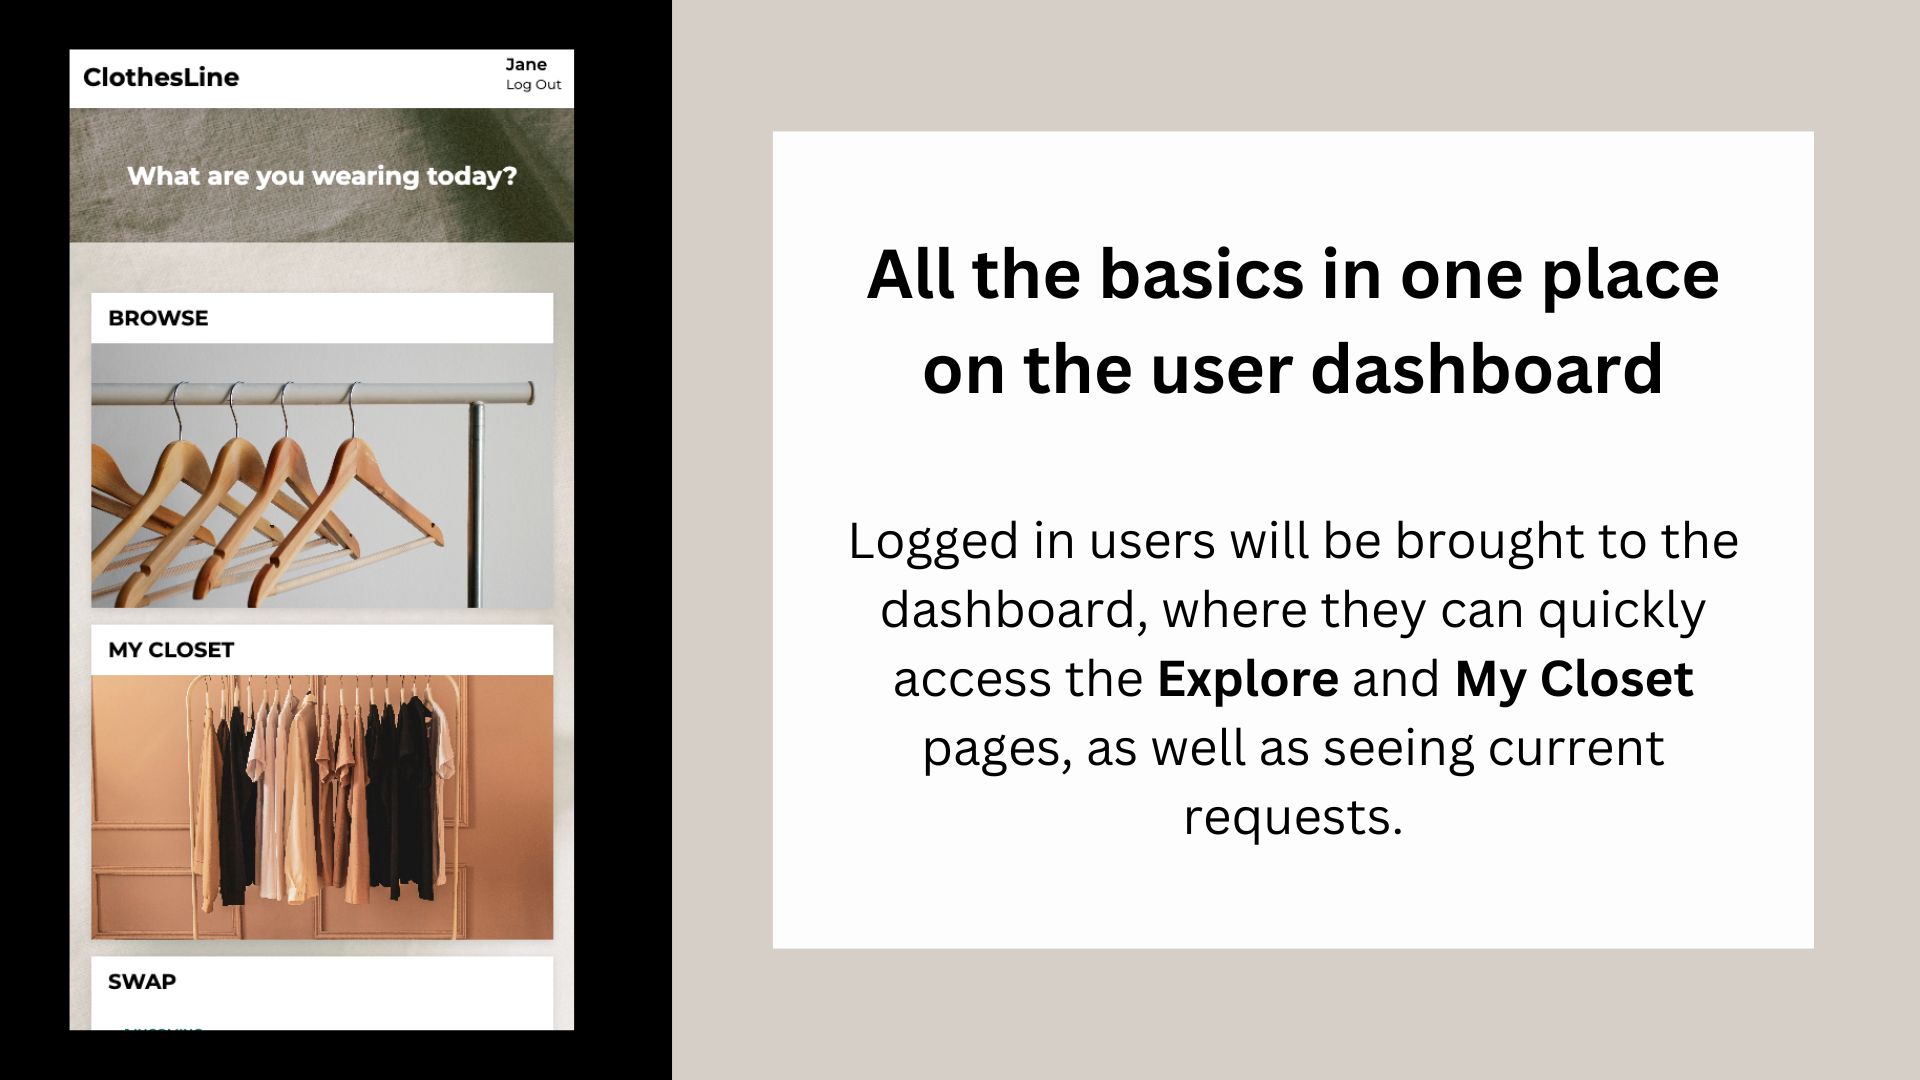 ClothesLine
Jane
Log Out
What are you wearing today?
BROWSE
MY CLOSET
SWAP
All the basics in one place
on the user dashboard
Logged in users will be brought to the
dashboard, where they can quickly
access the Explore and My Closet
pages, as well as seeing current
requests.